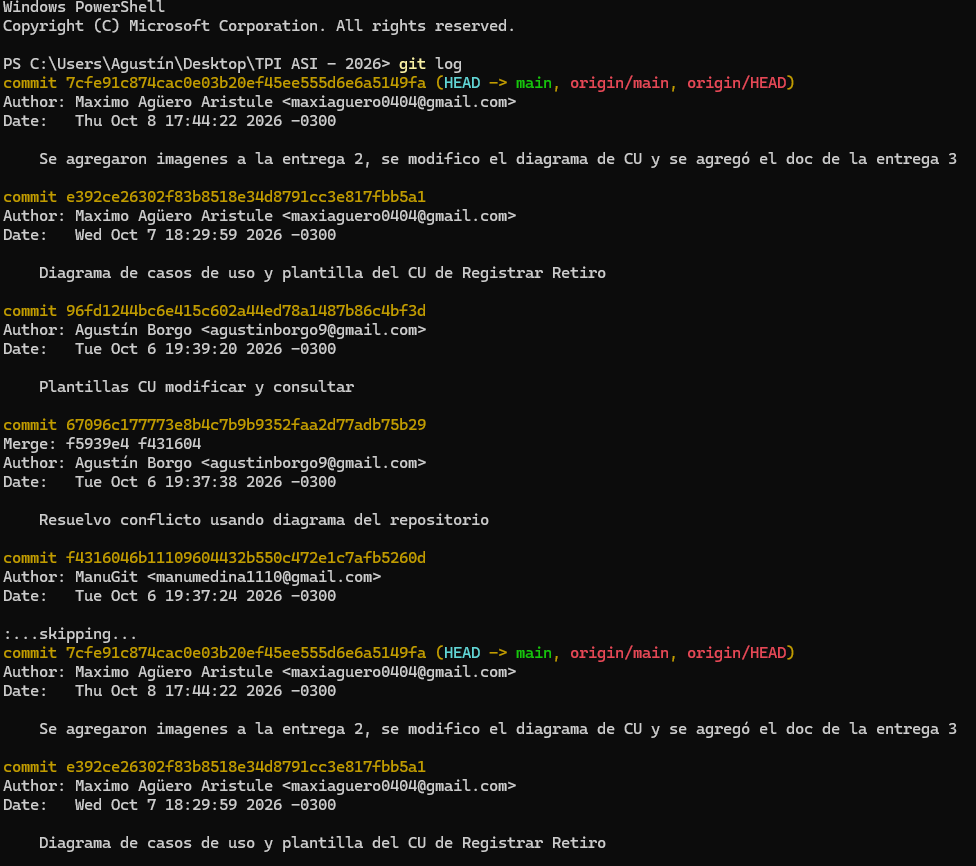 Windows PowerShell
Copyright (C) Microsoft Corporation. All rights reserved.
PS C:\Users\Agustín\Desktop\TPI ASI - 2026> git log
commit 7cfe91c874cac0e03b20ef45ee555d6e6a5149fa (HEAD -> main, origin/main, origin/HEAD)
Author: Maximo Agüero Aristule <maxiaguero0404@gmail.com>
Date:   Thu Oct 8 17:44:22 2026 -0300
    Se agregaron imagenes a la entrega 2, se modifico el diagrama de CU y se agregó el doc de la entrega 3
commit e392ce26302f83b8518e34d8791cc3e817fbb5a1
Author: Maximo Agüero Aristule <maxiaguero0404@gmail.com>
Date:   Wed Oct 7 18:29:59 2026 -0300
    Diagrama de casos de uso y plantilla del CU de Registrar Retiro
commit 96fd1244bc6e415c602a44ed78a1487b86c4bf3d
Author: Agustín Borgo <agustinborgo9@gmail.com>
Date:   Tue Oct 6 19:39:20 2026 -0300
    Plantillas CU modificar y consultar
commit 67096c177773e8b4c7b9b9352faa2d77adb75b29
Merge: f5939e4 f431604
Author: Agustín Borgo <agustinborgo9@gmail.com>
Date:   Tue Oct 6 19:37:38 2026 -0300
    Resuelvo conflicto usando diagrama del repositorio
commit f4316046b11109604432b550c472e1c7afb5260d
Author: ManuGit <manumedina1110@gmail.com>
Date:   Tue Oct 6 19:37:24 2026 -0300
:...skipping...
commit 7cfe91c874cac0e03b20ef45ee555d6e6a5149fa (HEAD -> main, origin/main, origin/HEAD)
Author: Maximo Agüero Aristule <maxiaguero0404@gmail.com>
Date:   Thu Oct 8 17:44:22 2026 -0300
    Se agregaron imagenes a la entrega 2, se modifico el diagrama de CU y se agregó el doc de la entrega 3
commit e392ce26302f83b8518e34d8791cc3e817fbb5a1
Author: Maximo Agüero Aristule <maxiaguero0404@gmail.com>
Date:   Wed Oct 7 18:29:59 2026 -0300
    Diagrama de casos de uso y plantilla del CU de Registrar Retiro